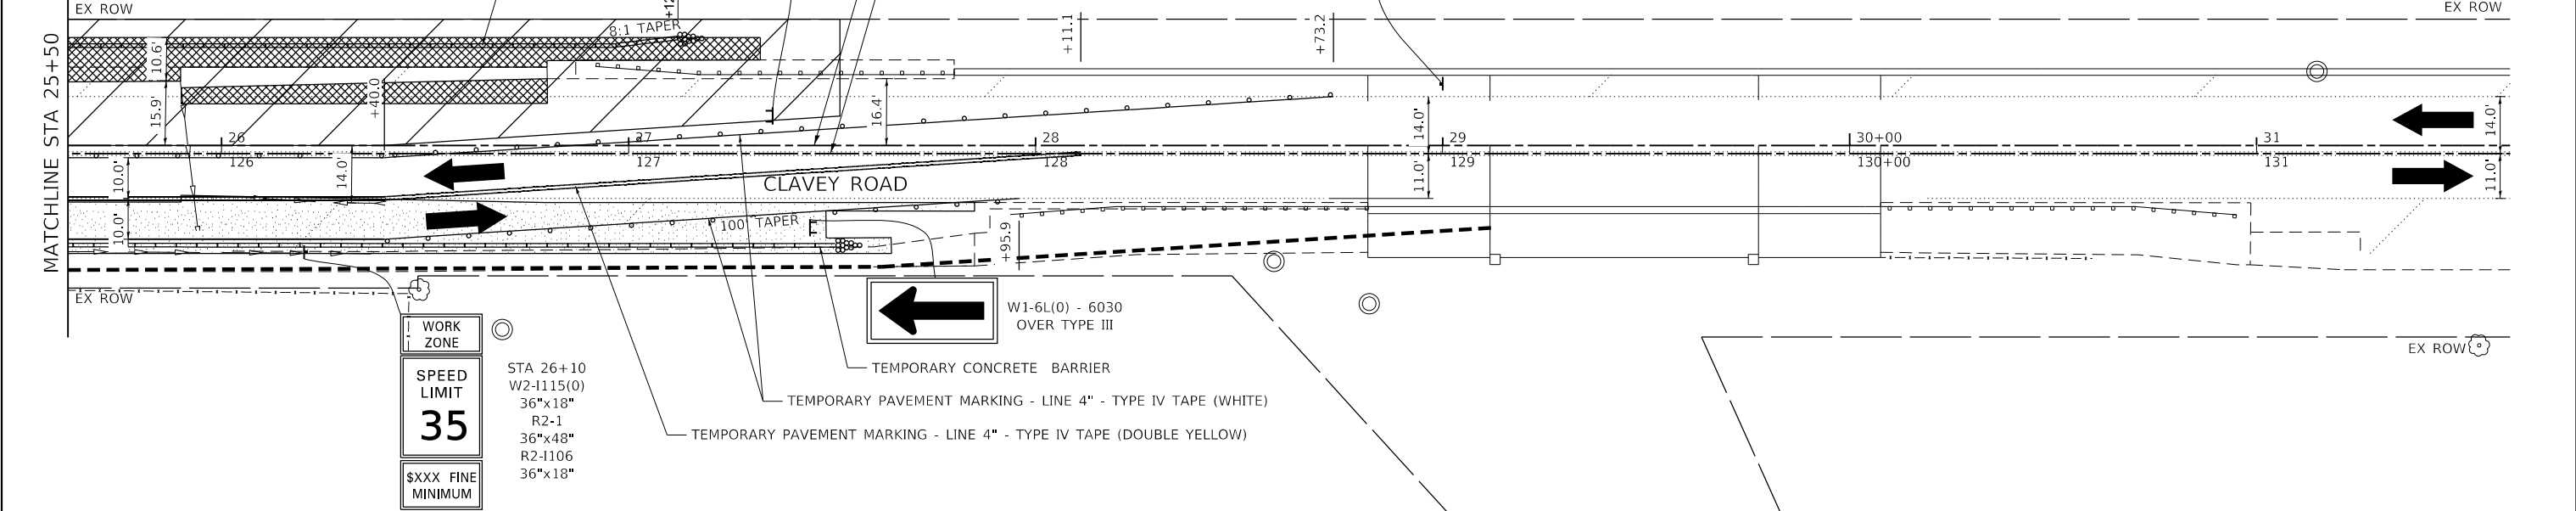 EX ROW
EX ROW
MATCHLINE STA 25+50
8:1 TAPER
+12
+11.1
+73.2
10.6'
15.9'
+40.0
16.4'
14.0'
14.0'
26
27
28
29
30+00
31
126
127
128
129
130+00
131
10.0'
14.0'
11.0'
11.0'
CLAVEY ROAD
10.0'
100' TAPER
+95.9
EX ROW
W1-6L(0) - 6030
OVER TYPE III
WORK
ZONE
SPEED
LIMIT
35
$XXX FINE
MINIMUM
STA 26+10
W2-I115(0)
36"x18"
R2-1
36"x48"
R2-I106
36"x18"
TEMPORARY CONCRETE BARRIER
TEMPORARY PAVEMENT MARKING - LINE 4" - TYPE IV TAPE (WHITE)
TEMPORARY PAVEMENT MARKING - LINE 4" - TYPE IV TAPE (DOUBLE YELLOW)
EX ROW